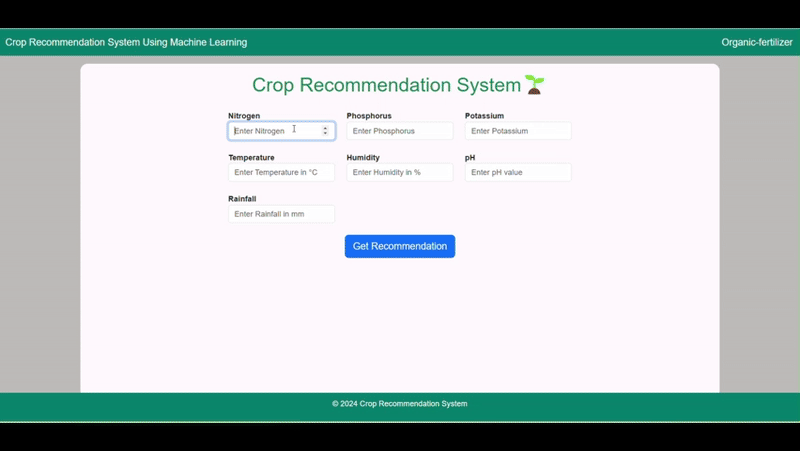 Crop Recommendation System Using Machine Learning
Organic-fertilizer
Crop Recommendation System🌱
Nitrogen Phosphorus Potassium
Enter Nitrogen Enter Phosphorus Enter Potassium
Temperature Humidity pH
Enter Temperature in °C Enter Humidity in % Enter pH value
Rainfall
Enter Rainfall in mm
Get Recommendation
© 2024 Crop Recommendation System